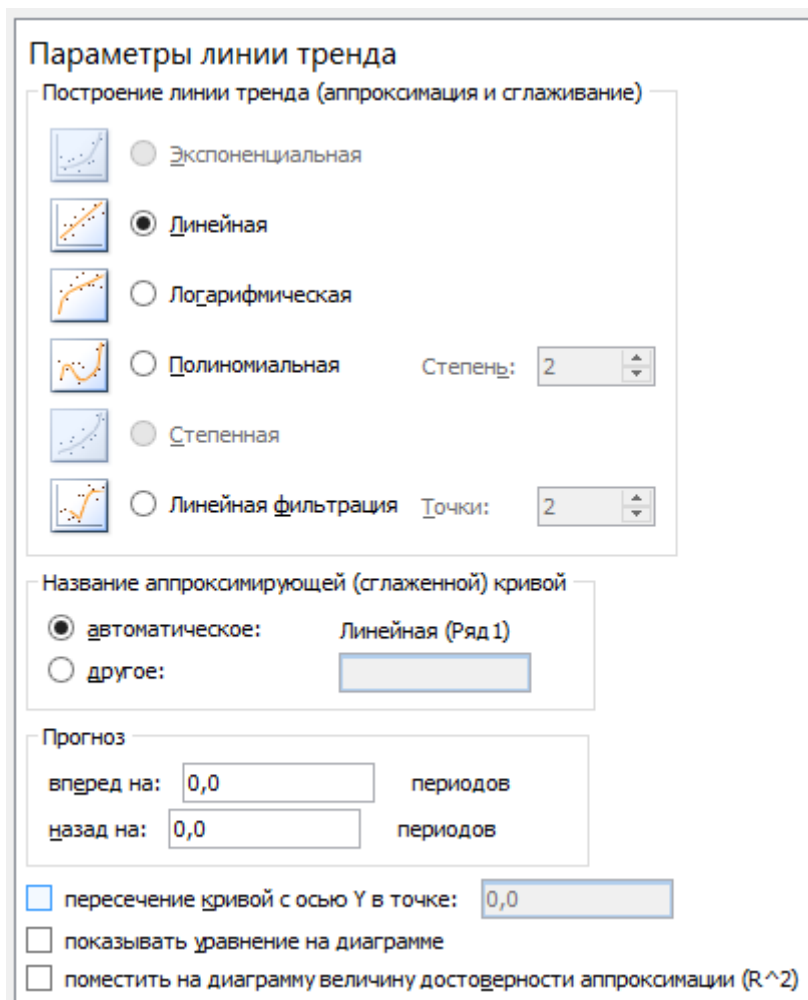 Параметры линии тренда
Построение линии тренда (аппроксимация и сглаживание)
Экспоненциальная
Линейная
Логарифмическая
Полиномиальная Степень: 2
Степенная
Линейная фильтрация Точки: 2
Название аппроксимирующей (сглаженной) кривой
автоматическое: Линейная (Ряд1)
другое:
Прогноз
вперед на: 0,0 периодов
назад на: 0,0 периодов
пересечение кривой с осью Y в точке: 0,0
показывать уравнение на диаграмме
поместить на диаграмму величину достоверности аппроксимации (R^2)